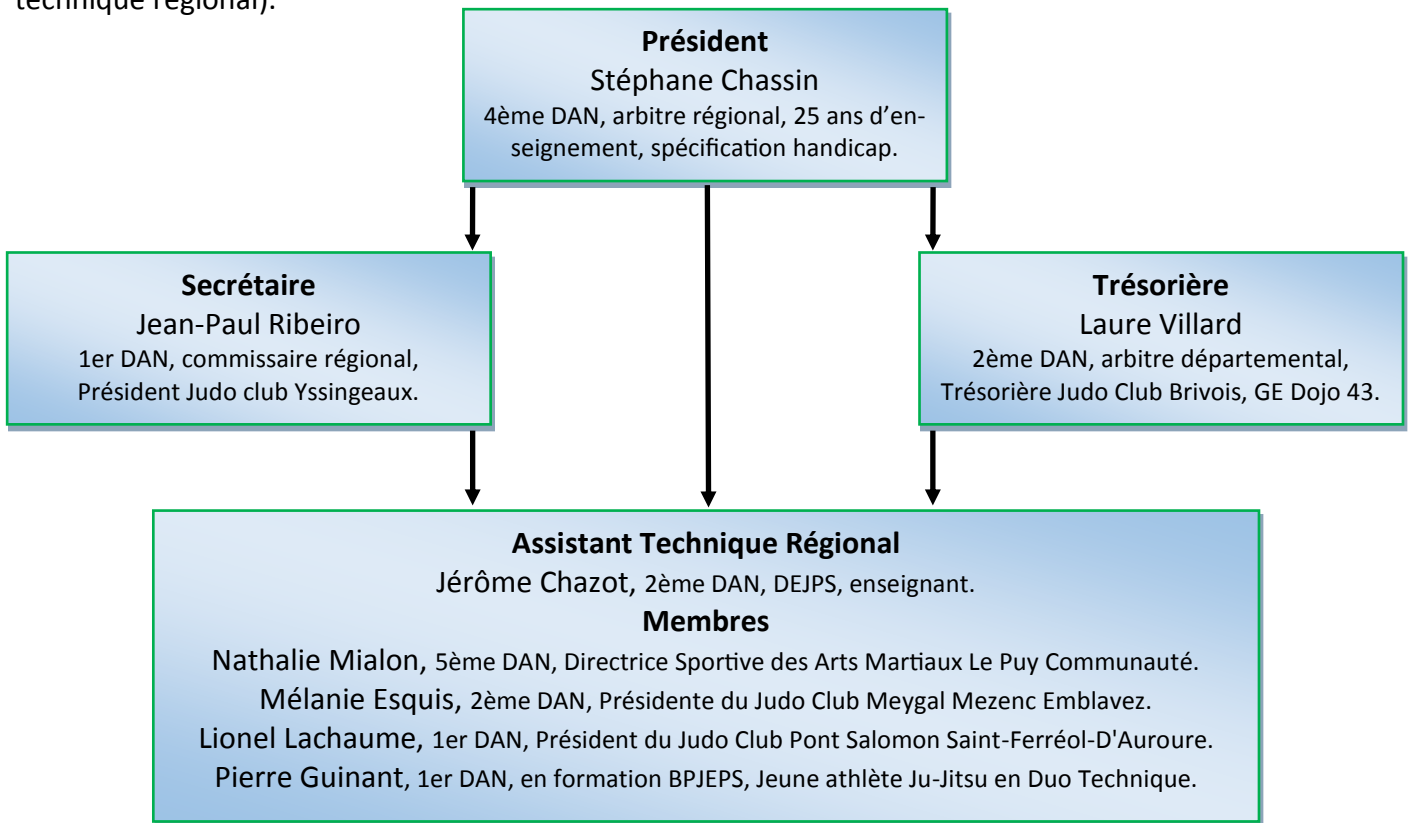 technique régional).
Président
Stéphane Chassin
4ème DAN, arbitre régional, 25 ans d’en-
seignement, spécification handicap.
Secrétaire
Jean-Paul Ribeiro
1er DAN, commissaire régional,
Président Judo club Yssingeaux.
Trésorière
Laure Villard
2ème DAN, arbitre départemental,
Trésorière Judo Club Brivois, GE Dojo 43.
Assistant Technique Régional
Jérôme Chazot, 2ème DAN, DEJPS, enseignant.
Membres
Nathalie Mialon, 5ème DAN, Directrice Sportive des Arts Martiaux Le Puy Communauté.
Mélanie Esquis, 2ème DAN, Présidente du Judo Club Meygal Mezenc Emblavez.
Lionel Lachaume, 1er DAN, Président du Judo Club Pont Salomon Saint-Ferréol-D'Auroure.
Pierre Guinant, 1er DAN, en formation BPJEPS, Jeune athlète Ju-Jitsu en Duo Technique.